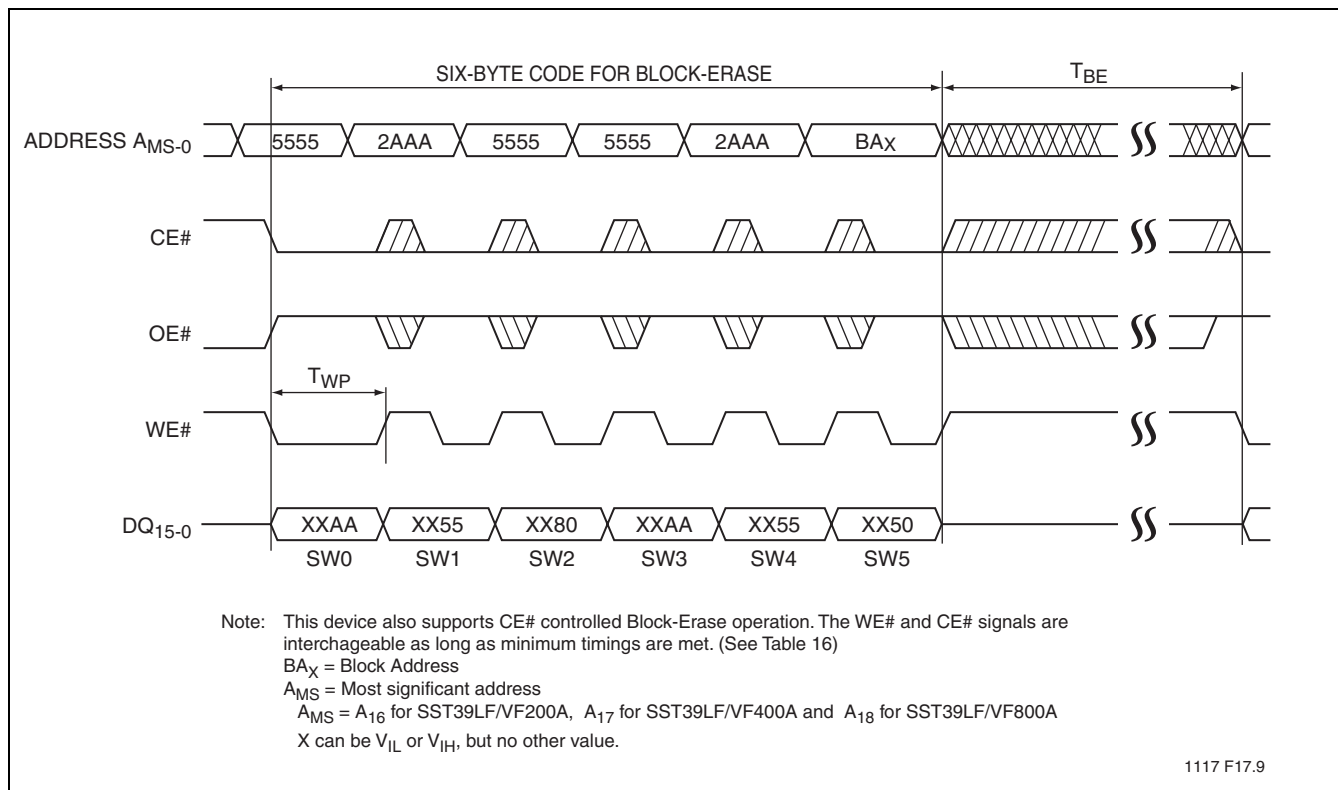 SIX-BYTE CODE FOR BLOCK-ERASE TBE
ADDRESS AMS-0 5555 2AAA 5555 5555 2AAA BAX
CE#
OE#
TWP
WE#
DQ15-0 XXAA XX55 XX80 XXAA XX55 XX50
SW0 SW1 SW2 SW3 SW4 SW5
Note: This device also supports CE# controlled Block-Erase operation. The WE# and CE# signals are
interchageable as long as minimum timings are met. (See Table 16)
BAX = Block Address
AMS = Most significant address
AMS = A16 for SST39LF/VF200A, A17 for SST39LF/VF400A and A18 for SST39LF/VF800A
X can be VIL or VIH, but no other value.
1117 F17.9